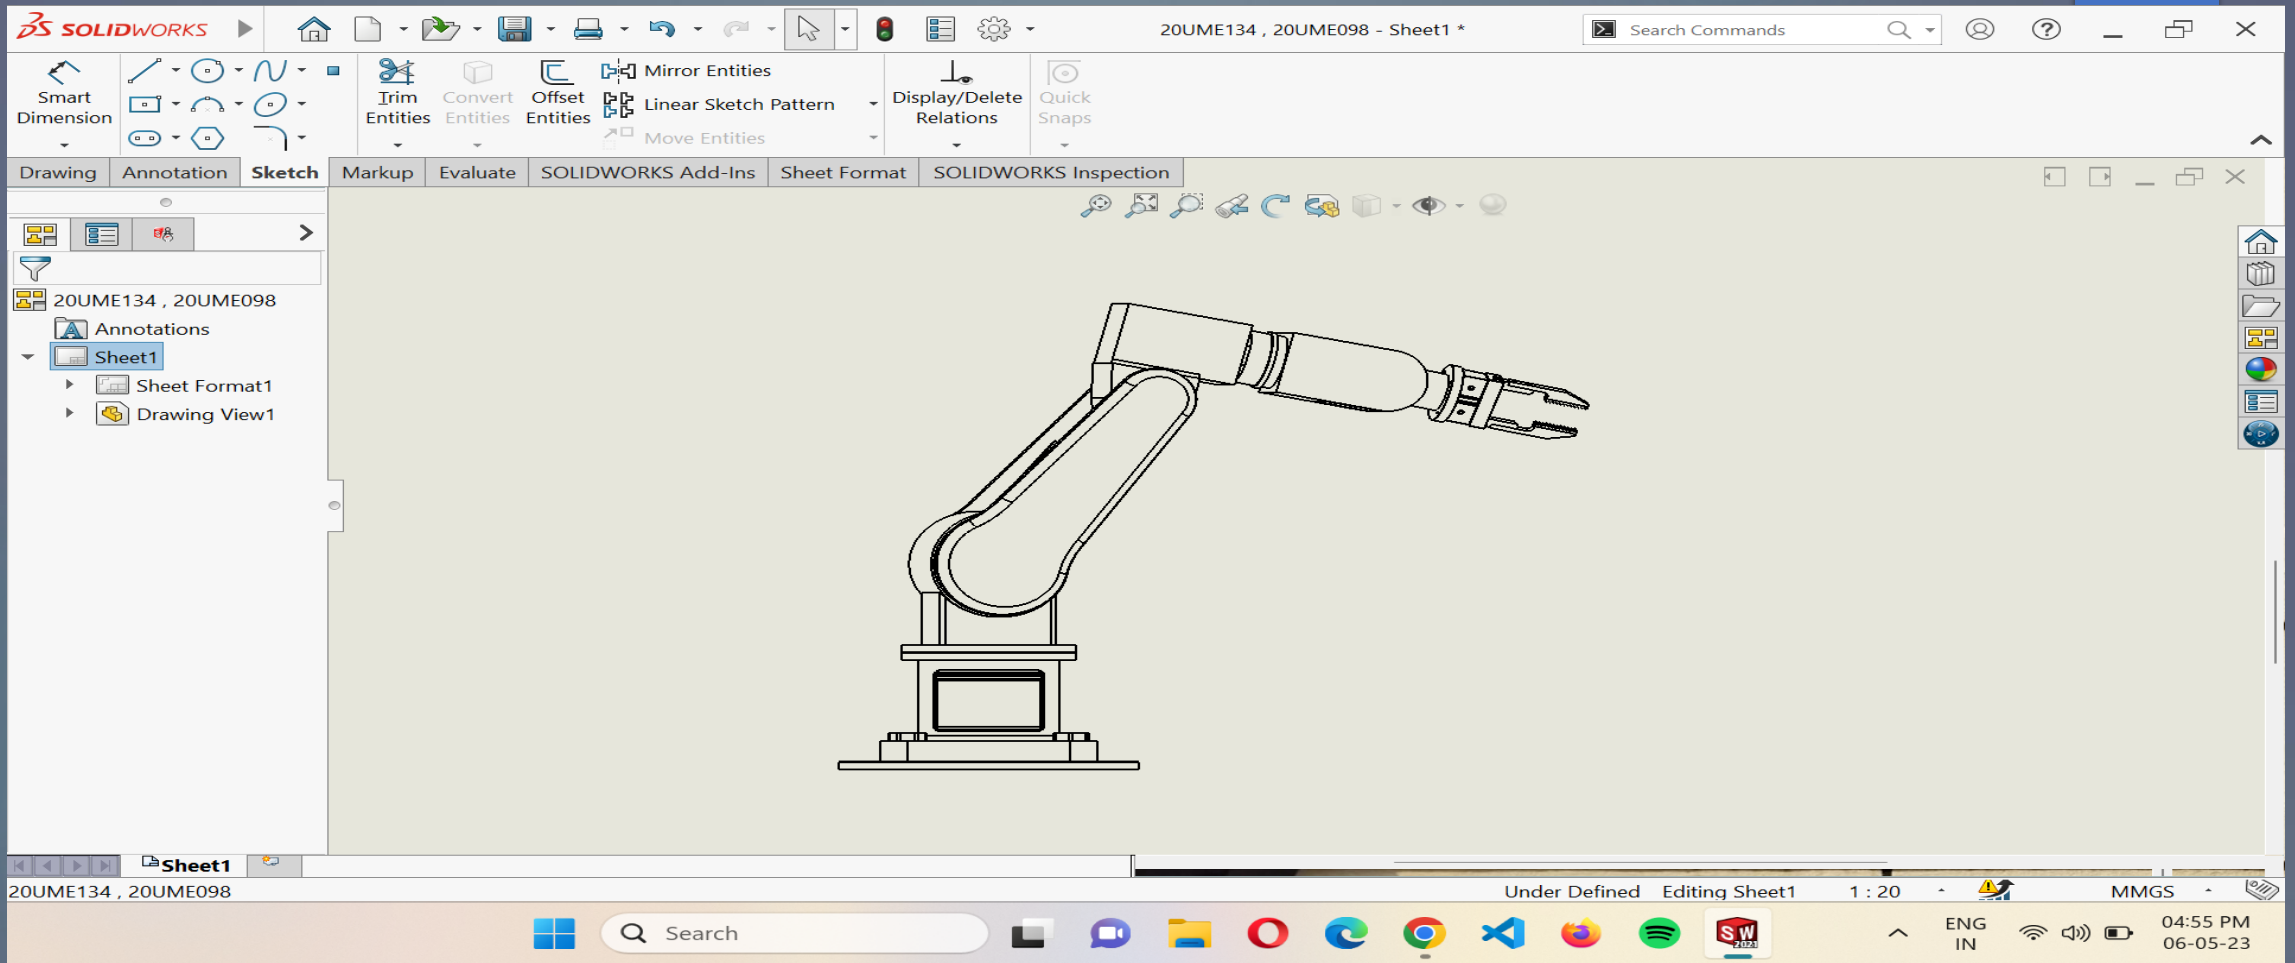 SOLIDWORKS
20UME134 , 20UME098 - Sheet1 *
Search Commands
Smart Dimension
Trim Entities
Convert Entities
Offset Entities
Mirror Entities
Linear Sketch Pattern
Move Entities
Display/Delete Relations
Quick Snaps
Drawing
Annotation
Sketch
Markup
Evaluate
SOLIDWORKS Add-Ins
Sheet Format
SOLIDWORKS Inspection
20UME134 , 20UME098
Annotations
Sheet1
Sheet Format1
Drawing View1
Sheet1
20UME134 , 20UME098
Under Defined
Editing Sheet1
1 : 20
MMGS
Search
SW
2021
ENG
IN
04:55 PM
06-05-23